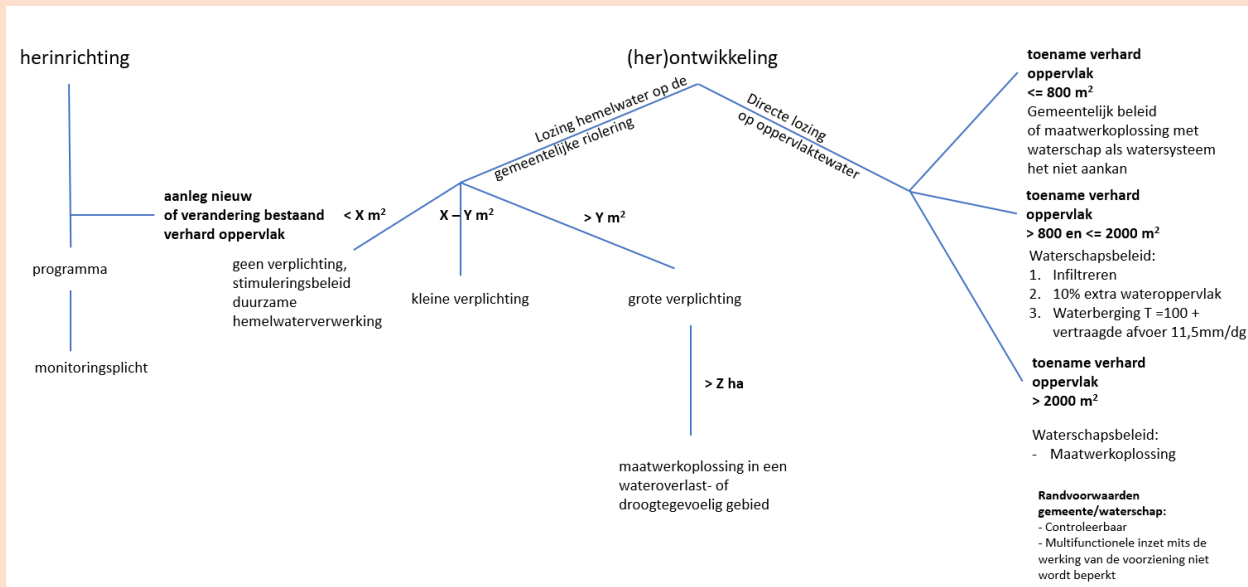 herinrichting
aanleg nieuw
of verandering bestaand
verhard oppervlak
programma
monitoringsplicht
(her)ontwikkeling
Lozing hemelwater op de
gemeentelijke riolering
Directe lozing
op oppervlaktewater
< X m²
X – Y m²
> Y m²
geen verplichting,
stimuleringsbeleid
duurzame
hemelwaterverwerking
kleine verplichting
grote verplichting
> Z ha
maatwerkoplossing in een
wateroverlast- of
droogtegevoelig gebied
toename verhard
oppervlak
<= 800 m²
Gemeentelijk beleid
of maatwerkoplossing met
waterschap als watersysteem
het niet aankan
toename verhard
oppervlak
> 800 en <= 2000 m²
Waterschapsbeleid:
1. Infiltreren
2. 10% extra wateroppervlak
3. Waterberging T =100 +
vertraagde afvoer 11,5mm/dg
toename verhard
oppervlak
> 2000 m²
Waterschapsbeleid:
- Maatwerkoplossing
Randvoorwaarden
gemeente/waterschap:
- Controleerbaar
- Multifunctionele inzet mits de
werking van de voorziening niet
wordt beperkt